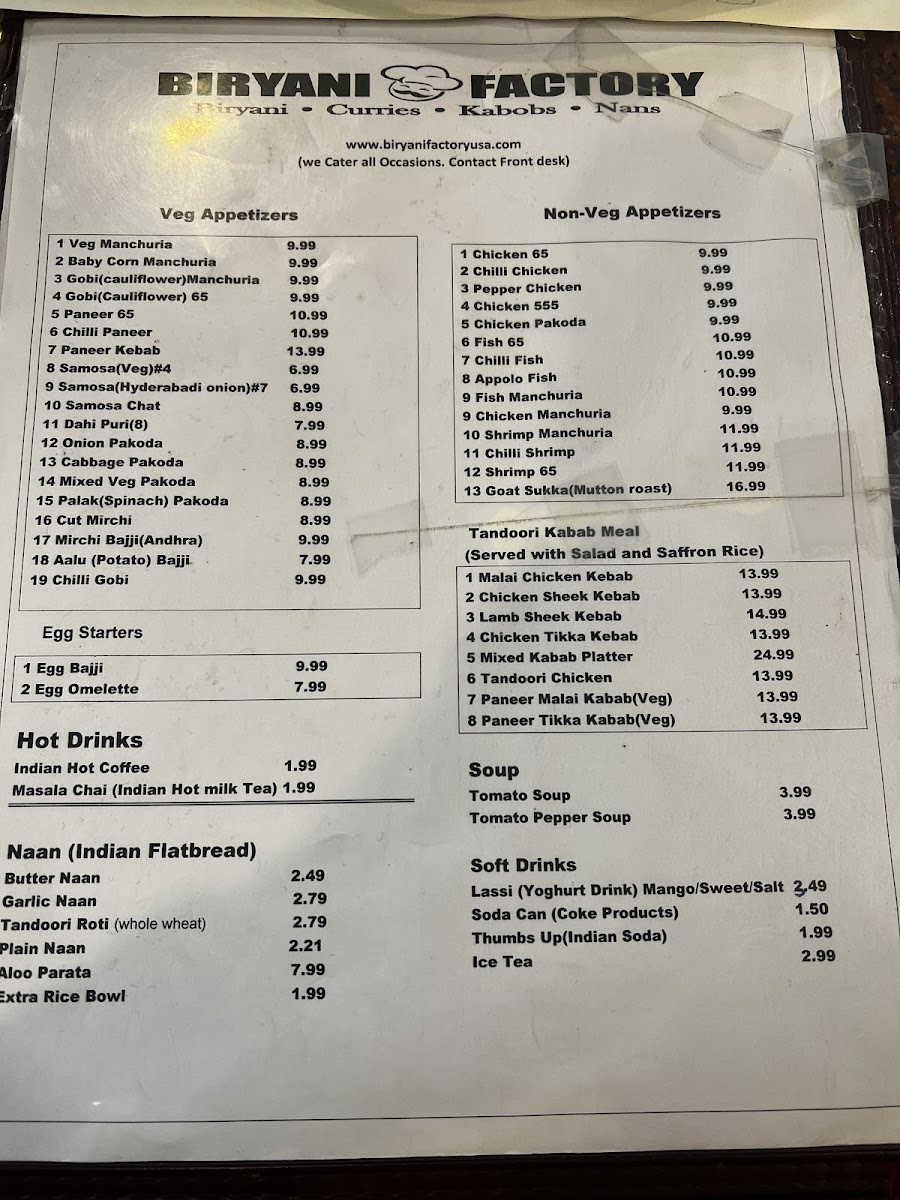 BIRYANI FACTORY
Biryani • Curries • Kabobs • Nans
www.biryanifactoryusa.com
(we Cater all Occasions. Contact Front desk)
Veg Appetizers
1 Veg Manchuria 9.99
2 Baby Corn Manchuria 9.99
3 Gobi(cauliflower)Manchuria 9.99
4 Gobi(Cauliflower) 65 9.99
5 Paneer 65 10.99
6 Chilli Paneer 10.99
7 Paneer Kebab 13.99
8 Samosa(Veg)#4 6.99
9 Samosa(Hyderabadi onion)#7 6.99
10 Samosa Chat 8.99
11 Dahi Puri(8) 7.99
12 Onion Pakoda 8.99
13 Cabbage Pakoda 8.99
14 Mixed Veg Pakoda 8.99
15 Palak(Spinach) Pakoda 8.99
16 Cut Mirchi 8.99
17 Mirchi Bajji(Andhra) 9.99
18 Aalu (Potato) Bajji 7.99
19 Chilli Gobi 9.99
Egg Starters
1 Egg Bajji 9.99
2 Egg Omelette 7.99
Hot Drinks
Indian Hot Coffee 1.99
Masala Chai (Indian Hot milk Tea) 1.99
Naan (Indian Flatbread)
Butter Naan 2.49
Garlic Naan 2.79
Tandoori Roti (whole wheat) 2.79
Plain Naan 2.21
Aloo Parata 7.99
Extra Rice Bowl 1.99
Non-Veg Appetizers
1 Chicken 65 9.99
2 Chilli Chicken 9.99
3 Pepper Chicken 9.99
4 Chicken 555 9.99
5 Chicken Pakoda 9.99
6 Fish 65 10.99
7 Chilli Fish 10.99
8 Appolo Fish 10.99
9 Fish Manchuria 10.99
9 Chicken Manchuria 9.99
10 Shrimp Manchuria 11.99
11 Chilli Shrimp 11.99
12 Shrimp 65 11.99
13 Goat Sukka(Mutton roast) 16.99
Tandoori Kabab Meal
(Served with Salad and Saffron Rice)
1 Malai Chicken Kebab 13.99
2 Chicken Sheek Kebab 13.99
3 Lamb Sheek Kebab 14.99
4 Chicken Tikka Kebab 13.99
5 Mixed Kabab Platter 24.99
6 Tandoori Chicken 13.99
7 Paneer Malai Kabab(Veg) 13.99
8 Paneer Tikka Kabab(Veg) 13.99
Soup
Tomato Soup 3.99
Tomato Pepper Soup 3.99
Soft Drinks
Lassi (Yoghurt Drink) Mango/Sweet/Salt 2.49
Soda Can (Coke Products) 1.50
Thumbs Up(Indian Soda) 1.99
Ice Tea 2.99